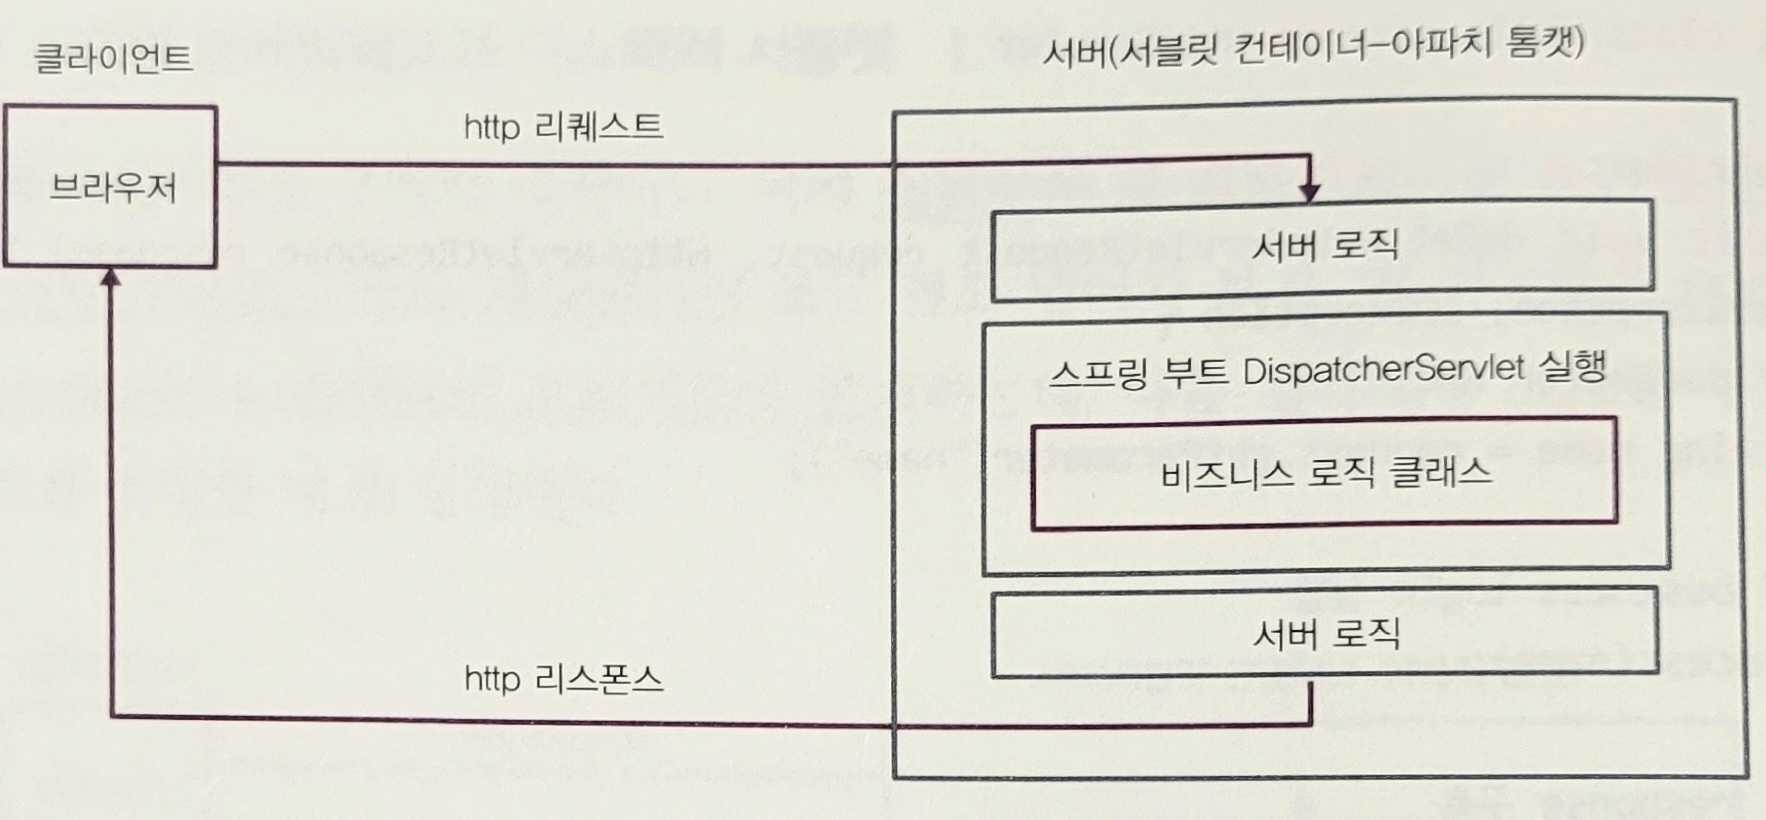 클라이언트
서버(서블릿 컨테이너-아파치 톰캣)
http 리퀘스트
브라우저
서버 로직
스프링 부트 DispatcherServlet 실행
비즈니스 로직 클래스
서버 로직
http 리스폰스